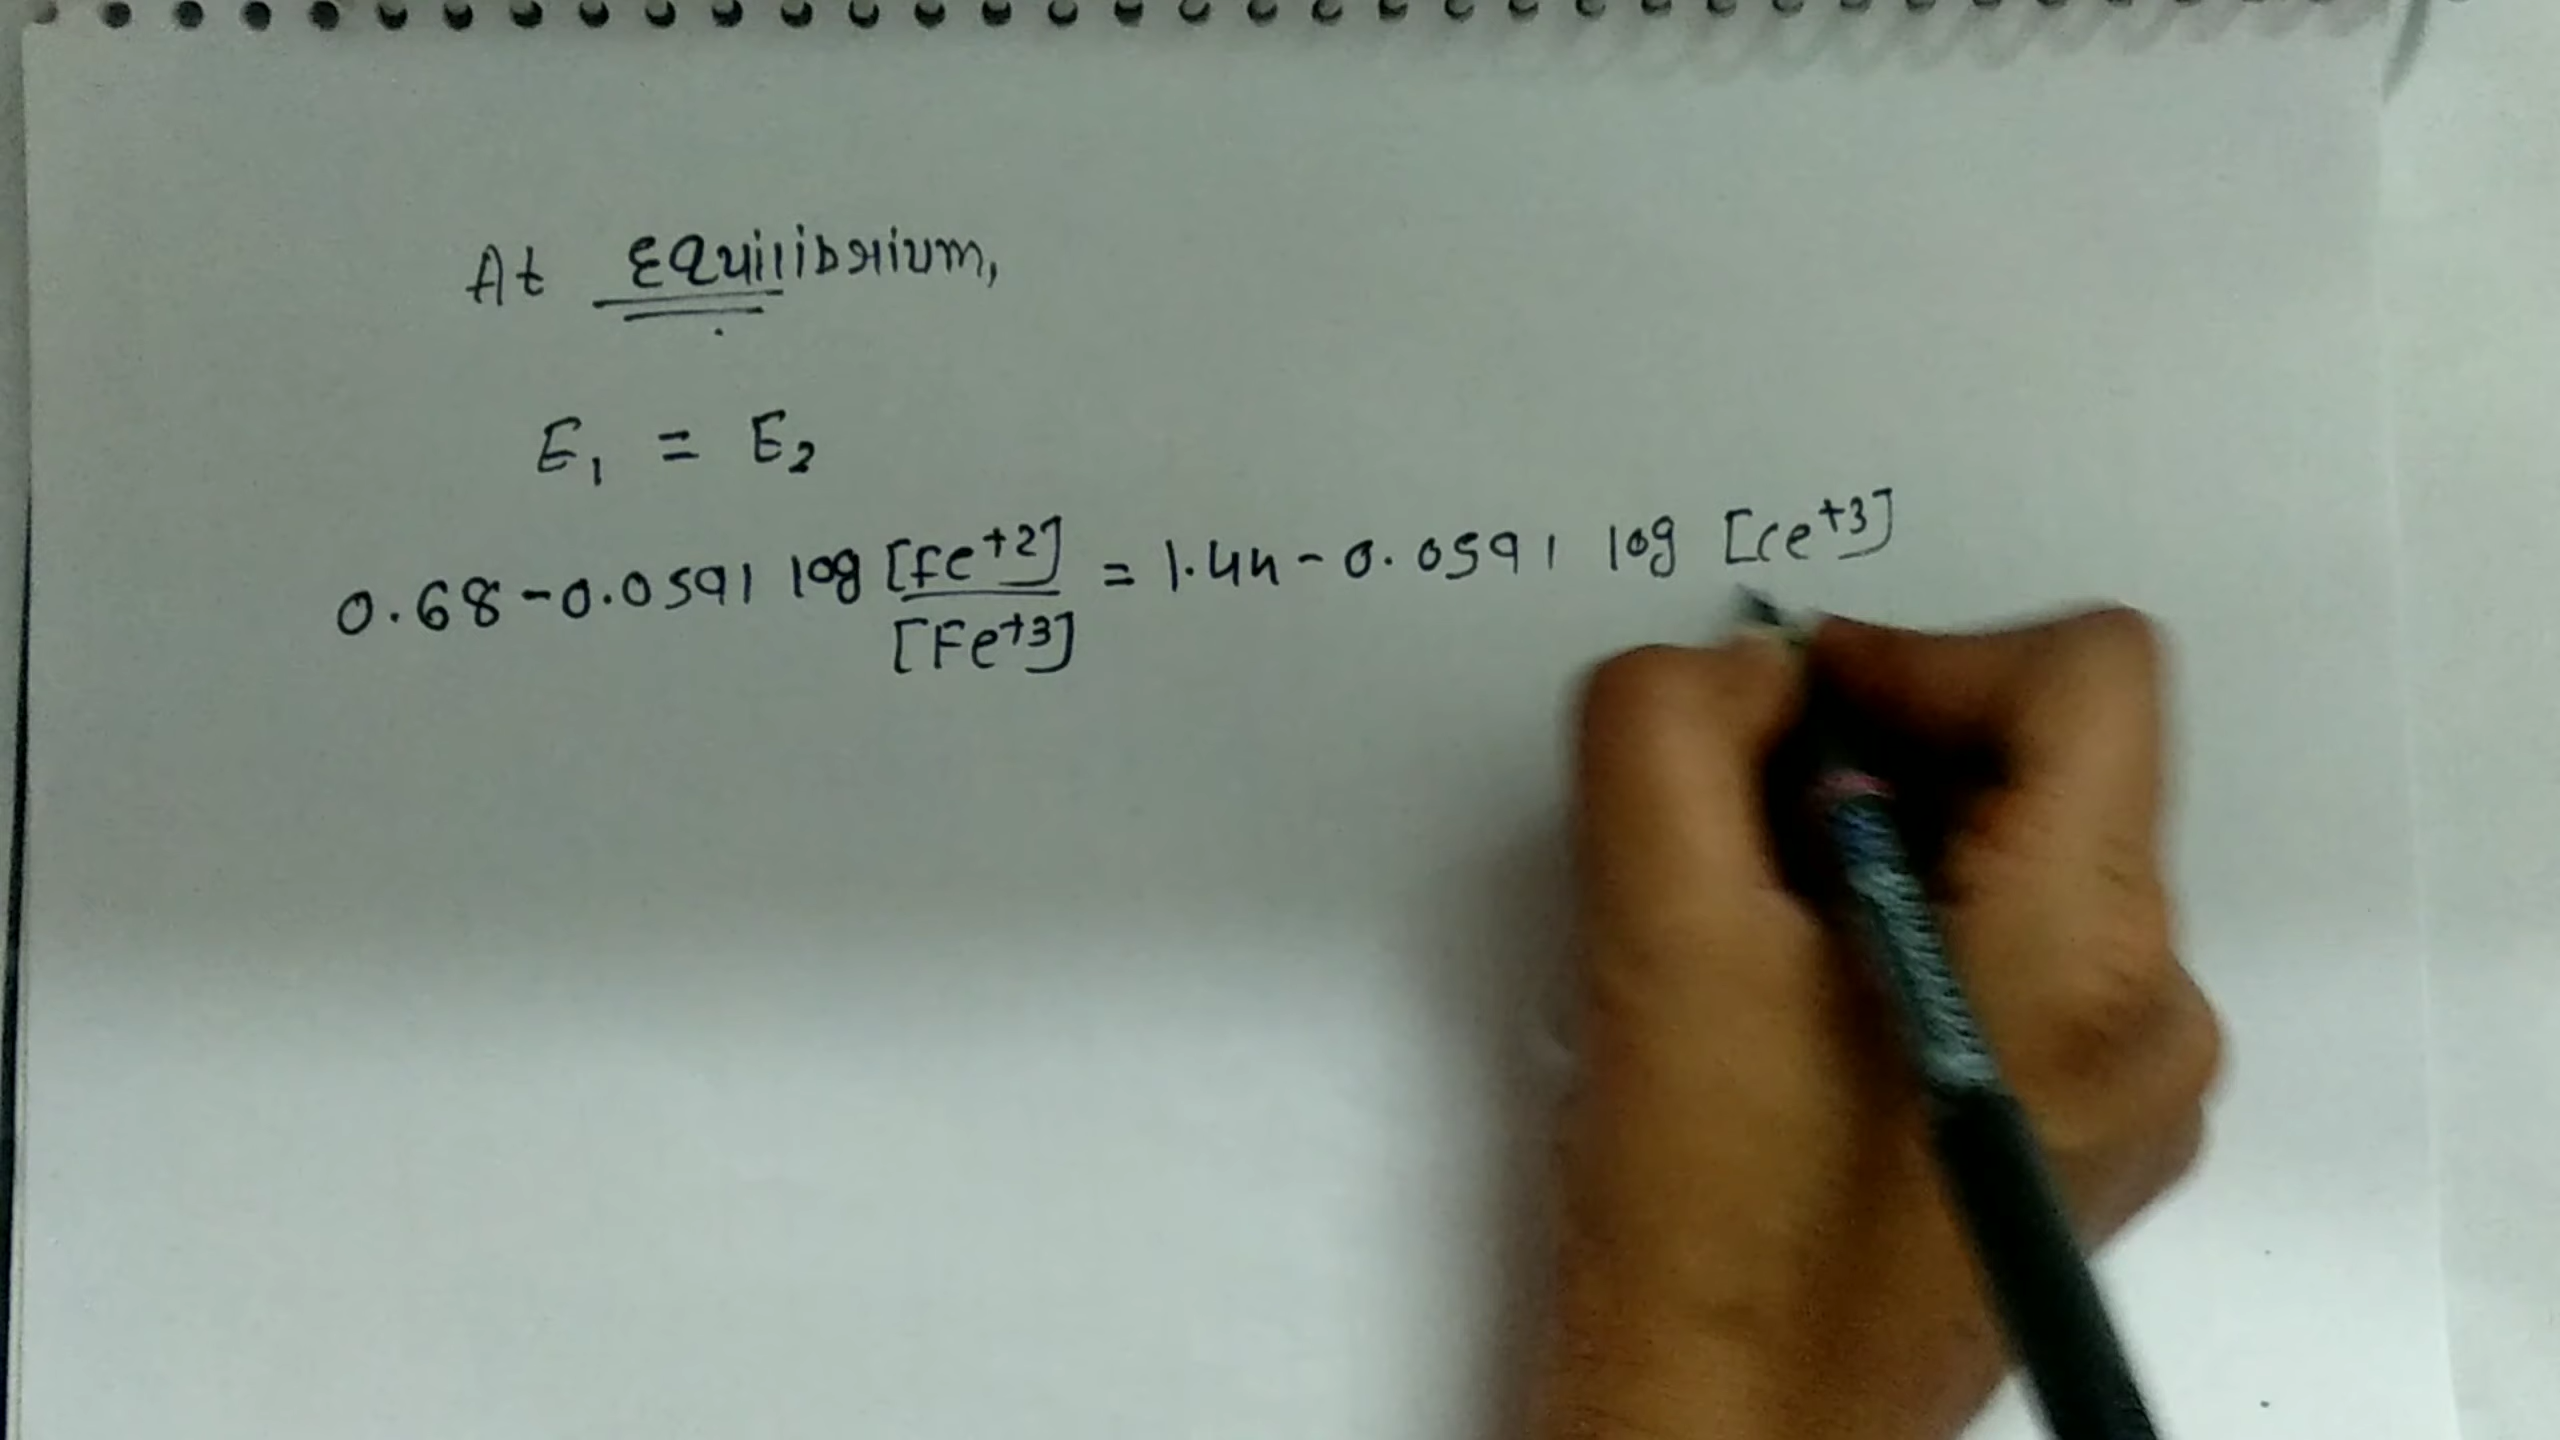 At Equilibrium,
E₁ = E₂
0.68-0.0591 log [Fe⁺²]/[Fe⁺³] = 1.44-0.0591 log [Ce⁺³]